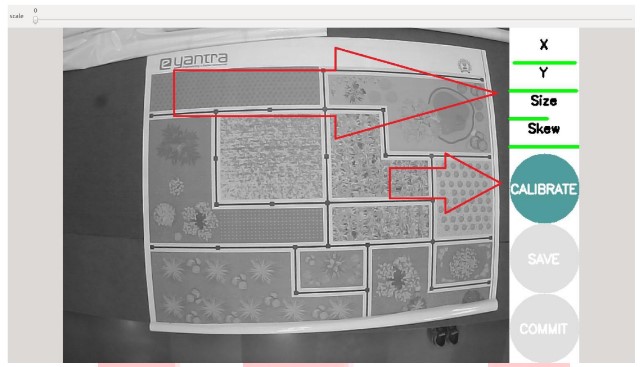 scale
0
eyantra
X
Y
Size
Skew
CALIBRATE
SAVE
COMMIT